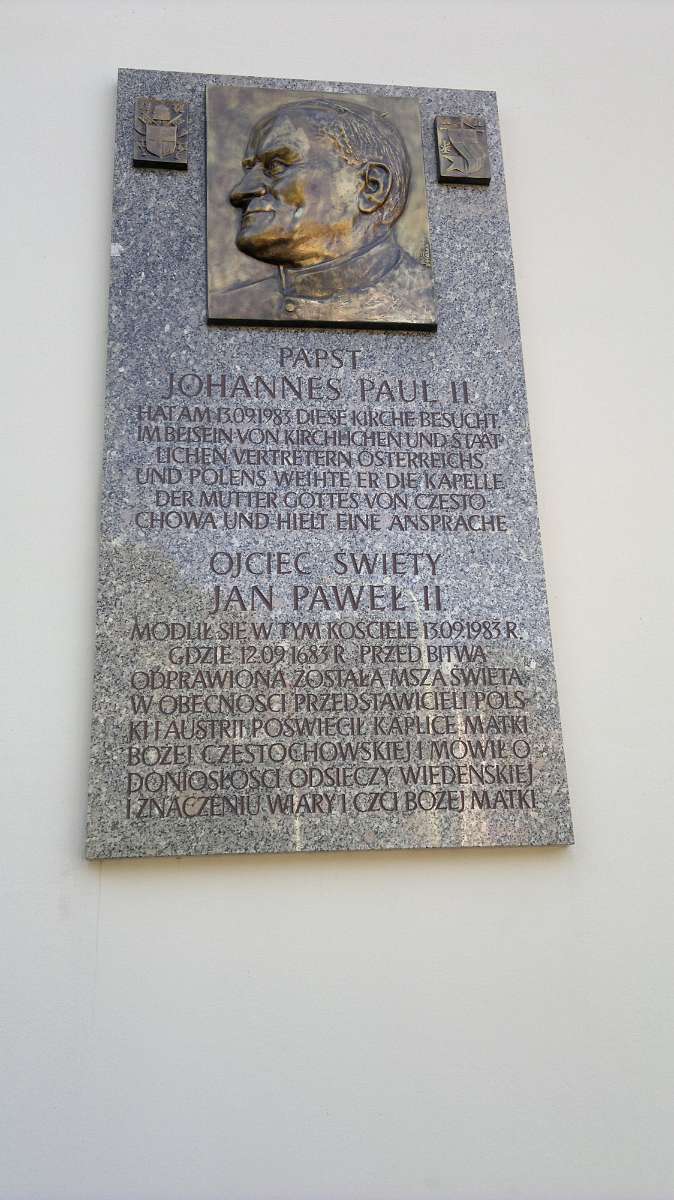 PAPST
JOHANNES PAUL II.
HAT AM 13.09.1983 DIESE KIRCHE BESUCHT.
IM BEISEIN VON KIRCHLICHEN UND STAAT-
LICHEN VERTRETERN ÖSTERREICHS
UND POLENS WEIHTE ER DIE KAPELLE
DER MUTTER GOTTES VON CZESTO-
CHOWA UND HIELT EINE ANSPRACHE
OJCIEC ŚWIĘTY
JAN PAWEŁ II
MODLIŁ SIĘ W TYM KOŚCIELE 13.09.1983 R.
GDZIE 12.09.1683 R. PRZED BITWĄ
ODPRAWIONA ZOSTAŁA MSZA ŚWIĘTA.
W OBECNOŚCI PRZEDSTAWICIELI POLS-
KI I AUSTRII POŚWIĘCIŁ KAPLICĘ MATKI
BOŻEJ CZĘSTOCHOWSKIEJ I MÓWIŁ O
DONIOSŁOŚCI ODSIECZY WIEDEŃSKIEJ
I ZNACZENIU WIARY I CZCI BOŻEJ MATKI